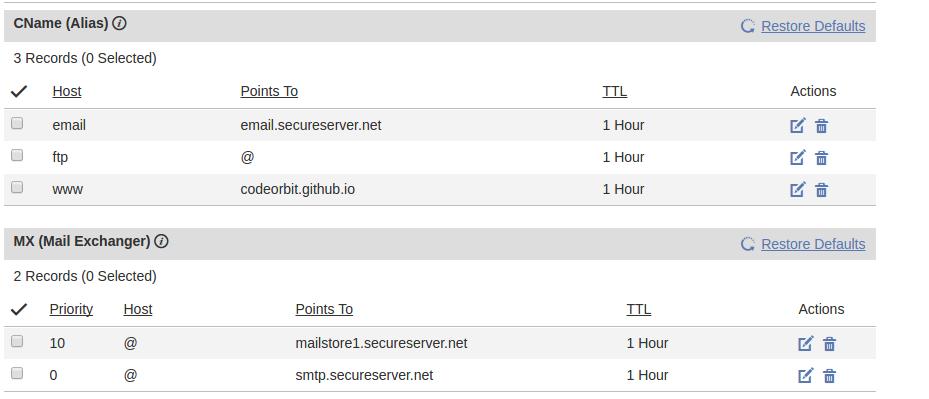 CName (Alias) Restore Defaults
3 Records (0 Selected)
Host Points To TTL Actions
email email.secureserver.net 1 Hour
ftp @ 1 Hour
www codeorbit.github.io 1 Hour
MX (Mail Exchanger) Restore Defaults
2 Records (0 Selected)
Priority Host Points To TTL Actions
10 @ mailstore1.secureserver.net 1 Hour
0 @ smtp.secureserver.net 1 Hour